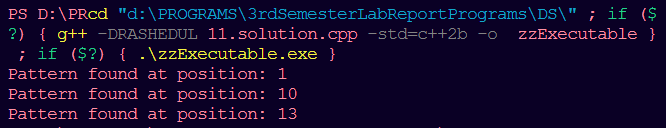 PS D:\PRcd "d:\PROGRAMS\3rdSemesterLabReportPrograms\DS\" ; if ($
?) { g++ -DRASHEDUL 11.solution.cpp -std=c++2b -o  zzExecutable }
 ; if ($?) { .\zzExecutable.exe }
Pattern found at position: 1
Pattern found at position: 10
Pattern found at position: 13